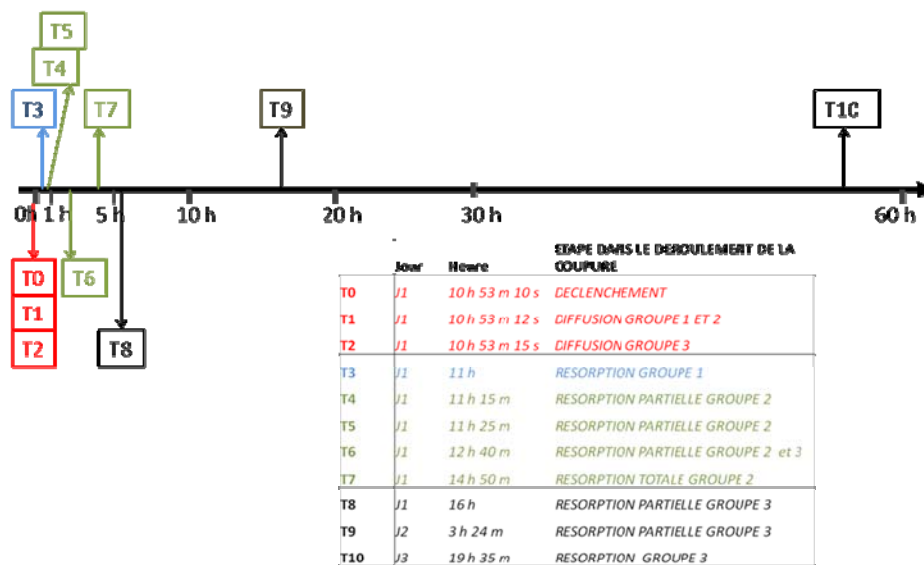 T5
T4
T3
T7
T9
T1C
0h
1 h
5 h
10 h
20 h
30 h
60 h
T0
T1
T2
T6
T8
ETAPE DANS LE DEROULEMENT DE LA
Jour Heure COUPURE
T0 J1 10 h 53 m 10 s DECLENCHEMENT
T1 J1 10 h 53 m 12 s DIFFUSION GROUPE 1 ET 2
T2 J1 10 h 53 m 15 s DIFFUSION GROUPE 3
T3 J1 11 h RESORPTION GROUPE 1
T4 J1 11 h 15 m RESORPTION PARTIELLE GROUPE 2
T5 J1 11 h 25 m RESORPTION PARTIELLE GROUPE 2
T6 J1 12 h 40 m RESORPTION PARTIELLE GROUPE 2 et 3
T7 J1 14 h 50 m RESORPTION TOTALE GROUPE 2
T8 J1 16 h RESORPTION PARTIELLE GROUPE 3
T9 J2 3 h 24 m RESORPTION PARTIELLE GROUPE 3
T10 J3 19 h 35 m RESORPTION GROUPE 3